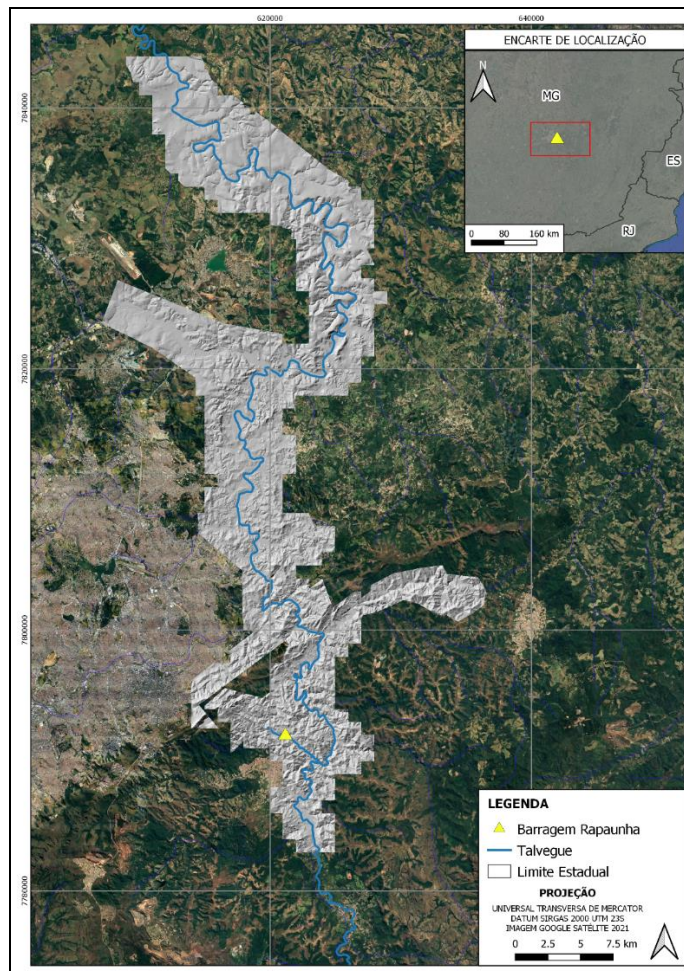 620000
640000
ENCARTE DE LOCALIZAÇÃO
N
MG
ES
RJ
0 80 160 km
7840000
7820000
7800000
7780000
LEGENDA
Barragem Rapaunha
Talvegue
Limite Estadual
PROJEÇÃO
UNIVERSAL TRANSVERSA DE MERCATOR
DATUM SIRGAS 2000 UTM 23S
IMAGEM GOOGLE SATÉLITE 2021
0 2.5 5 7.5 km